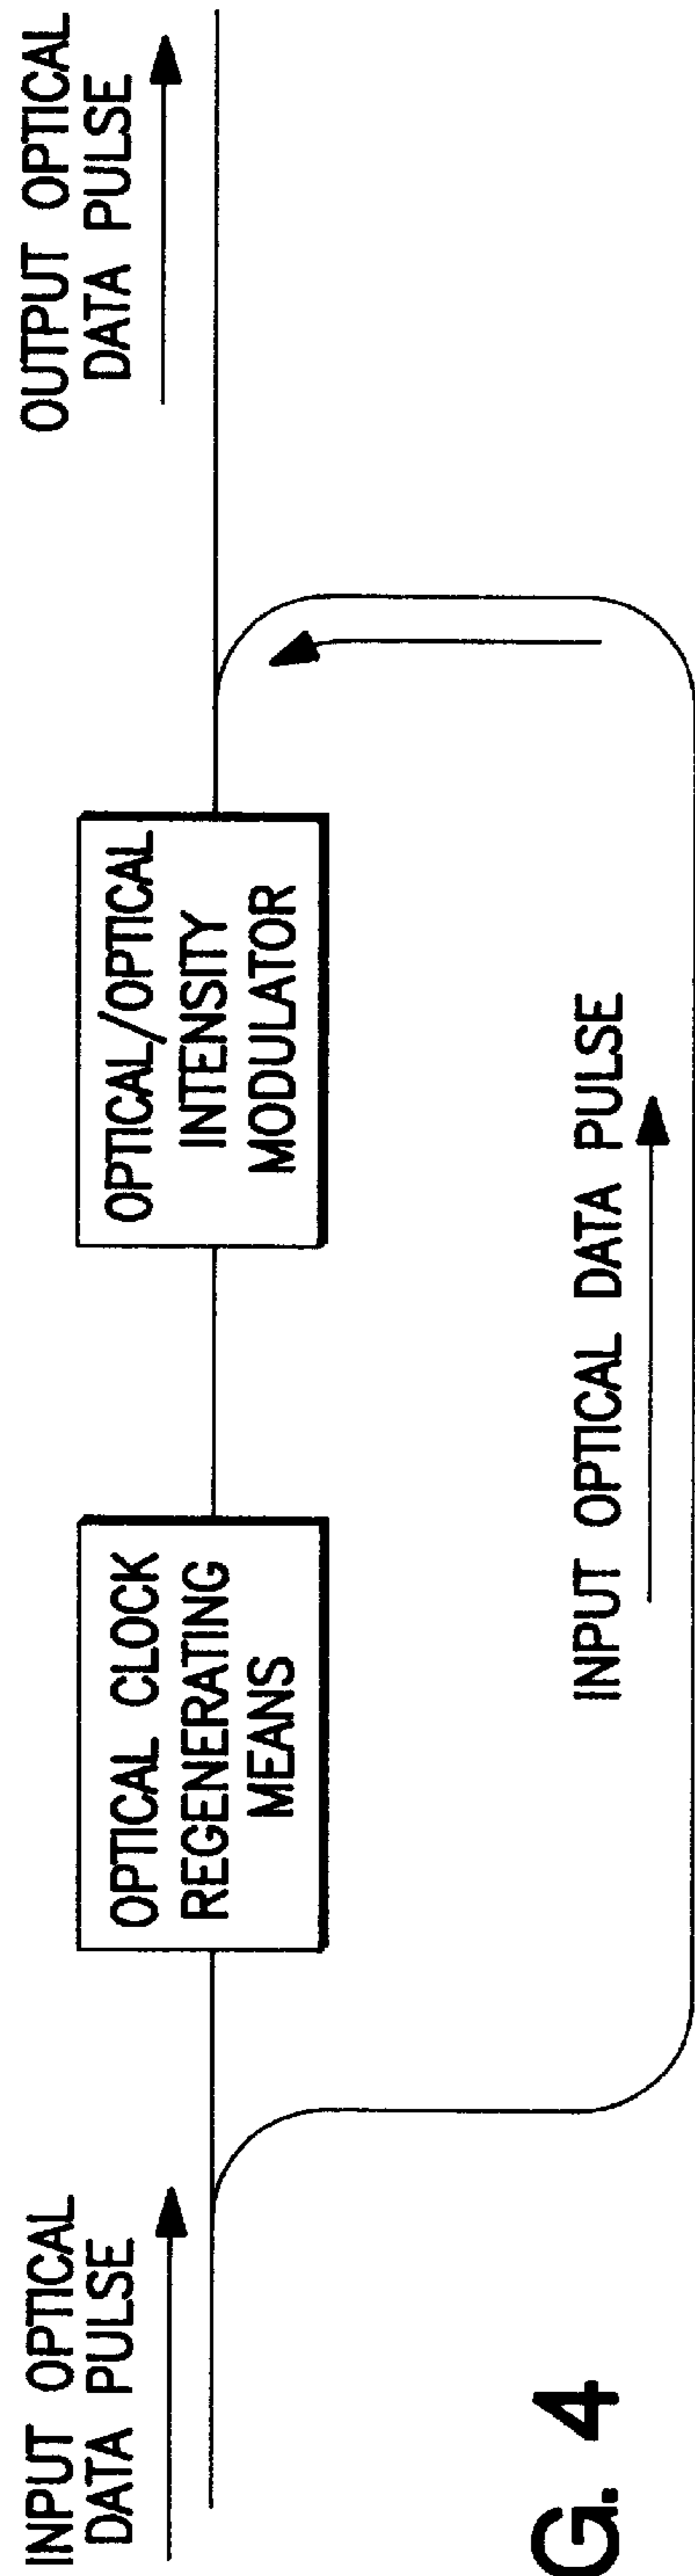 INPUT OPTICAL
DATA PULSE
OPTICAL CLOCK
REGENERATING
MEANS
OPTICAL/OPTICAL
INTENSITY
MODULATOR
OUTPUT OPTICAL
DATA PULSE
INPUT OPTICAL DATA PULSE
G. 4